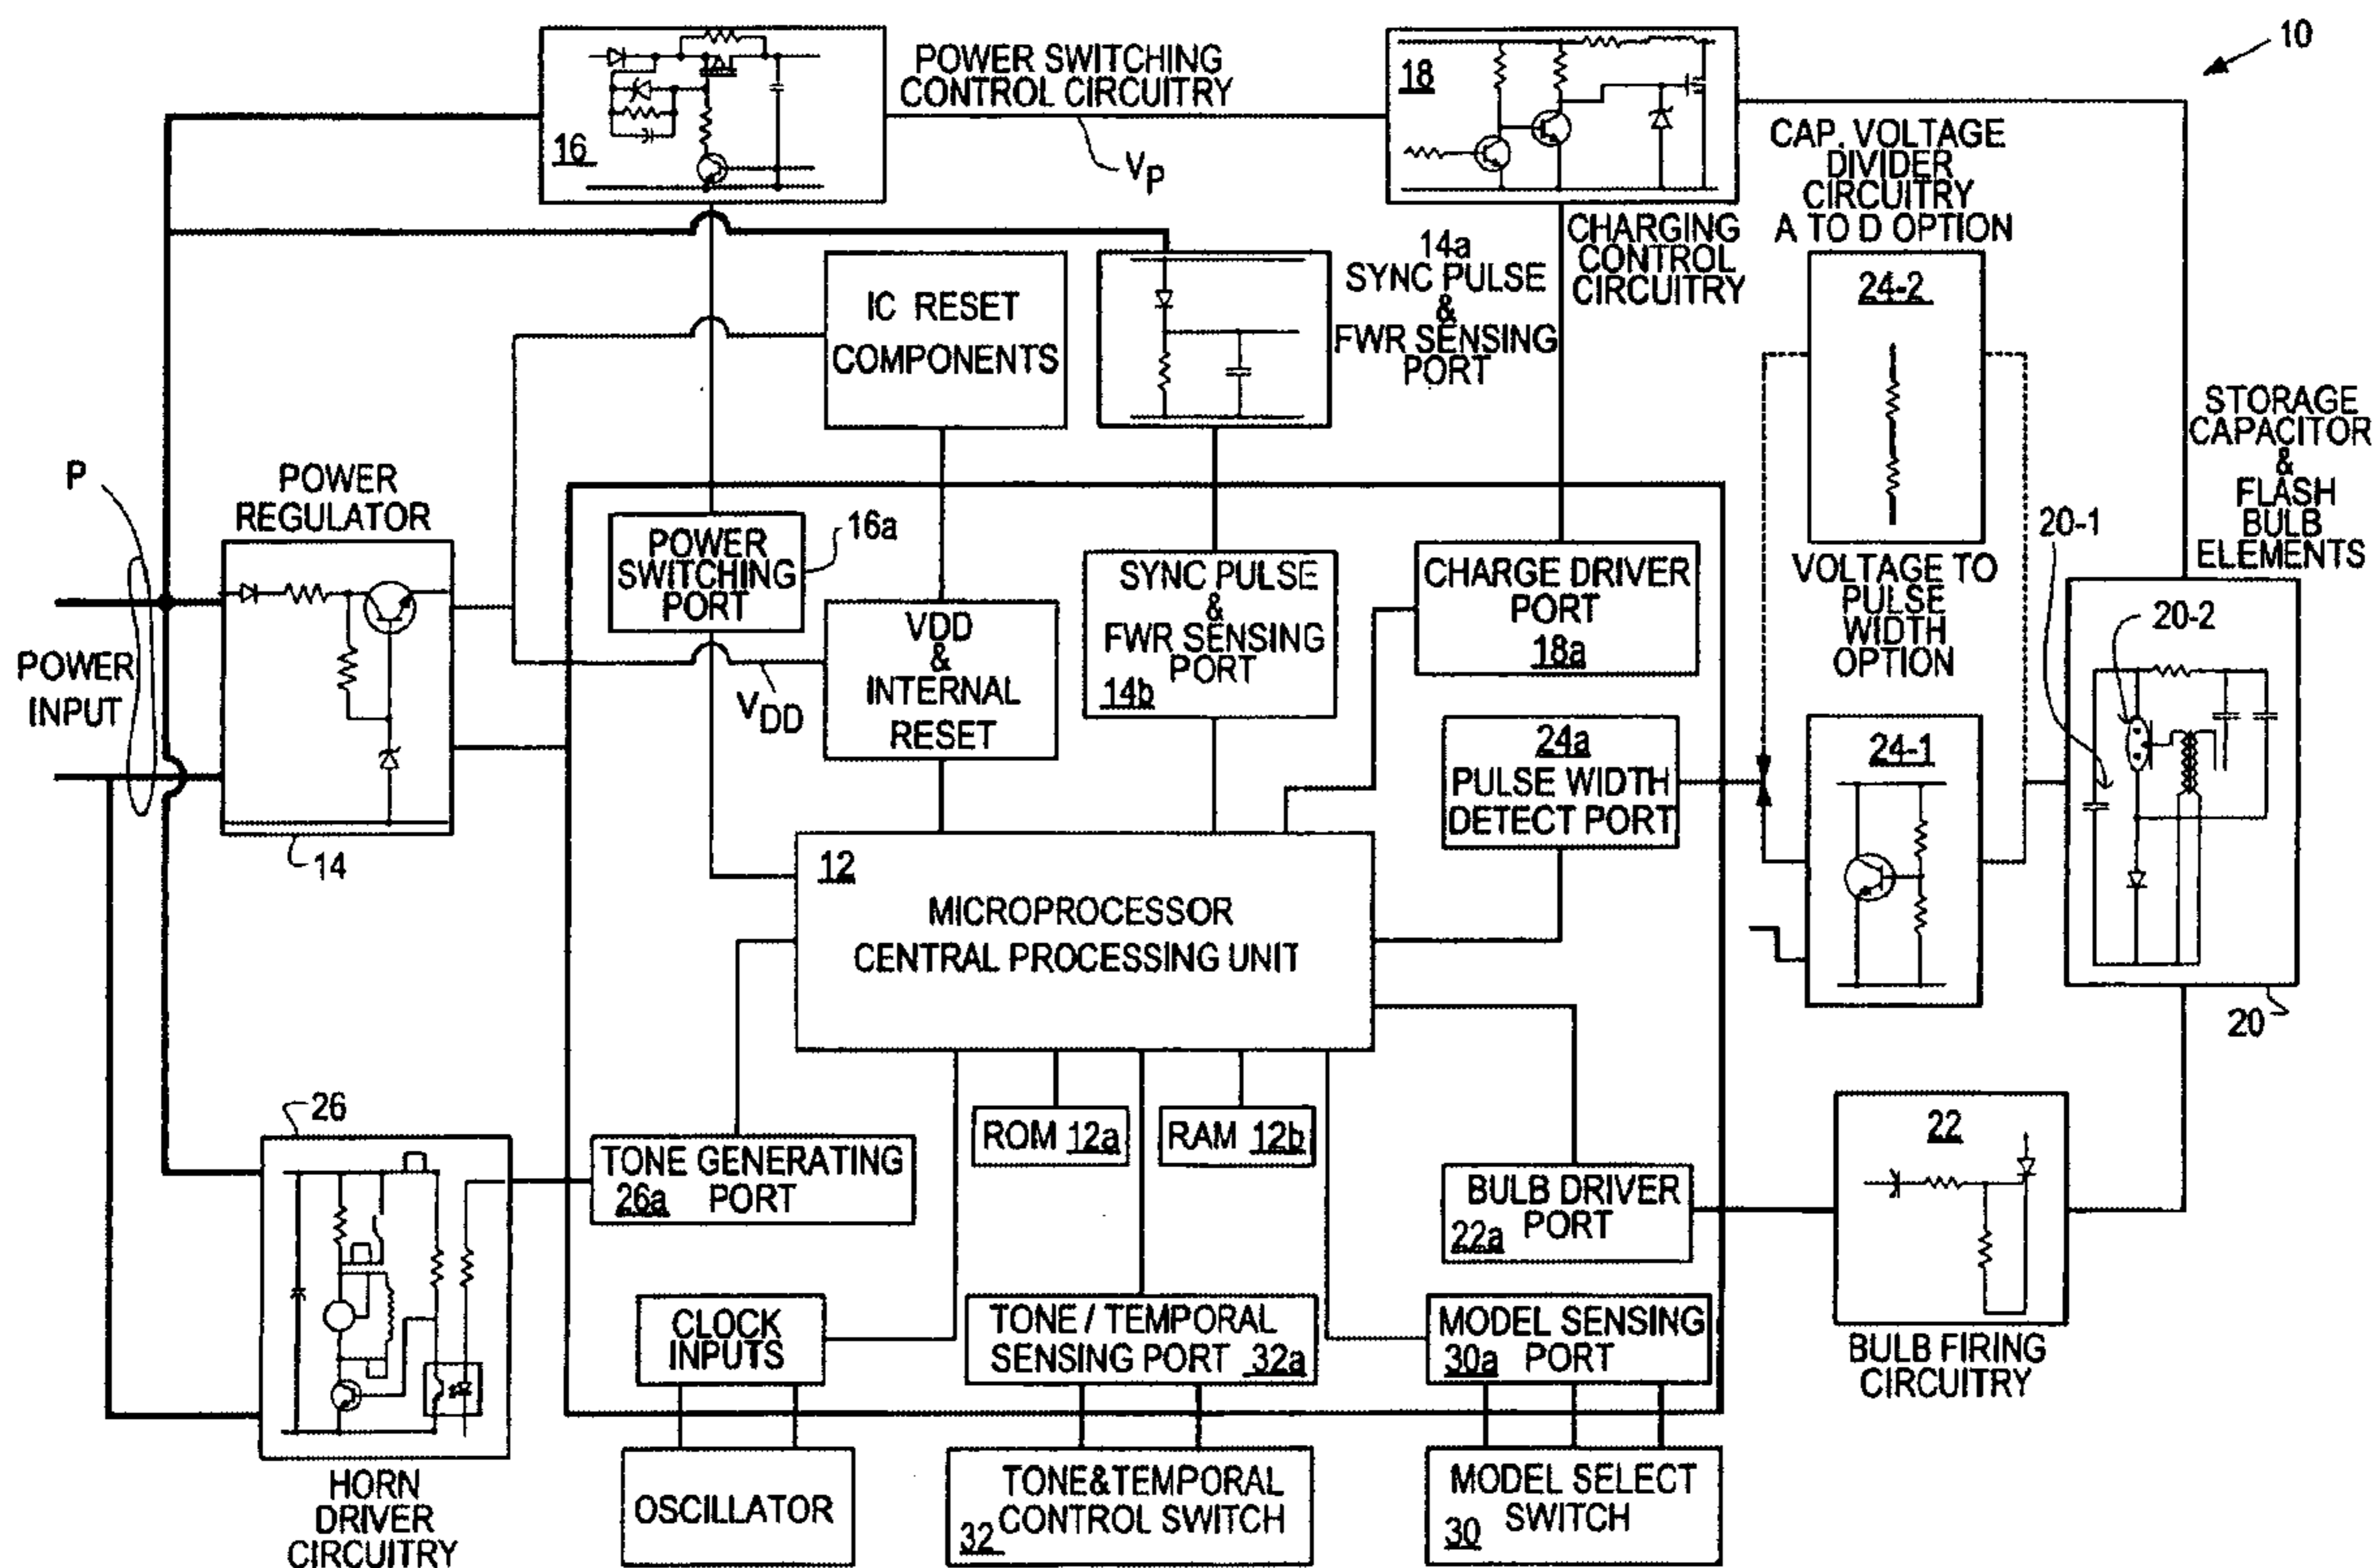 10
POWER SWITCHING
CONTROL CIRCUITRY
16
VP
18
CHARGING
CONTROL
CIRCUITRY
CAP. VOLTAGE
DIVIDER
CIRCUITRY
A TO D OPTION
24-2
14a
SYNC PULSE
&
FWR SENSING
PORT
IC RESET
COMPONENTS
STORAGE
CAPACITOR
&
FLASH
BULB
ELEMENTS
P
POWER
REGULATOR
POWER
INPUT
14
POWER
SWITCHING
PORT
16a
VDD
&
INTERNAL
RESET
VDD
SYNC PULSE
&
FWR SENSING
PORT
14b
CHARGE DRIVER
PORT
18a
VOLTAGE TO
PULSE
WIDTH
OPTION
20-1
20-2
24a
PULSE WIDTH
DETECT PORT
24-1
20
12
MICROPROCESSOR
CENTRAL PROCESSING UNIT
26
ROM 12a
RAM 12b
TONE GENERATING
26a PORT
BULB DRIVER
PORT
22a
22
BULB FIRING
CIRCUITRY
CLOCK
INPUTS
TONE / TEMPORAL
SENSING PORT 32a
MODEL SENSING
30a PORT
HORN
DRIVER
CIRCUITRY
OSCILLATOR
TONE&TEMPORAL
32 CONTROL SWITCH
MODEL SELECT
SWITCH
30